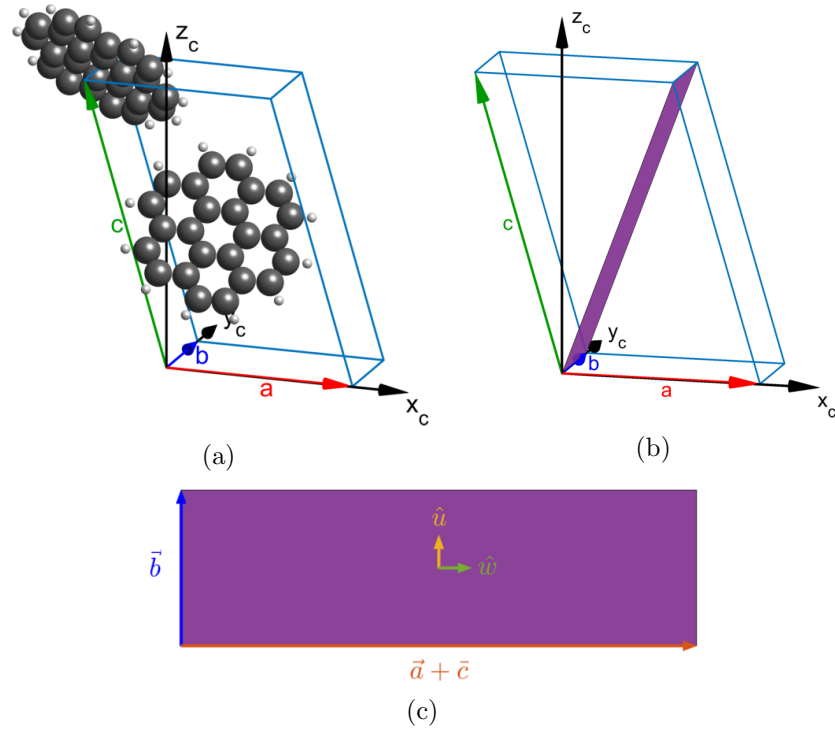 z_c
c
y_c
b
a
x_c
(a)
z_c
c
y_c
b
a
x_c
(b)
û
b⃗
ŵ
a⃗ + c̄
(c)